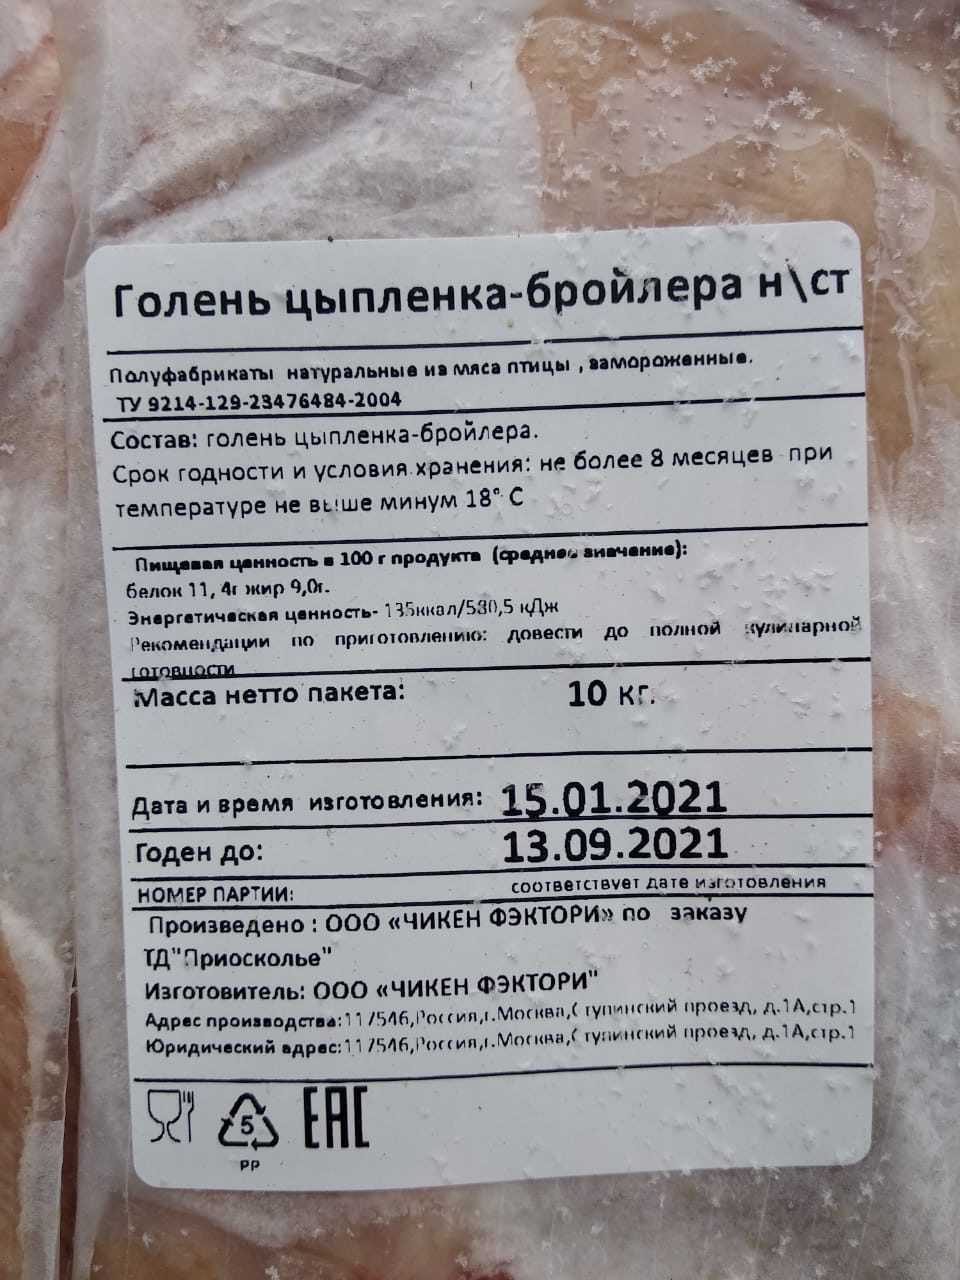 Голень цыпленка-бройлера н\ст
Полуфабрикаты натуральные из мяса птицы , замороженные.
ТУ 9214-129-23476484-2004
Состав: голень цыпленка-бройлера.
Срок годности и условия хранения: не более 8 месяцев при
температуре не выше минум 18° С
Пищевая ценность в 100 г продукта (среднее значение):
белок 11, 4г жир 9,0г.
Энергетическая ценность- 135ккал/530,5 кДж
Рекомендации по приготовлению: довести до полной кулинарной
готовности
Масса нетто пакета: 10 кг.
Дата и время изготовления: 15.01.2021
Годен до: 13.09.2021
НОМЕР ПАРТИИ: соответствует дате изготовления
Произведено : ООО «ЧИКЕН ФЭКТОРИ» по заказу
ТД"Приосколье"
Изготовитель: ООО «ЧИКЕН ФЭКТОРИ"
Адрес производства:117546,Россия,г.Москва,Ступинский проезд, д.1А,стр.1
Юридический адрес:117546,Россия,г.Москва,Ступинский проезд, д.1А,стр.1
5 EAC
PP